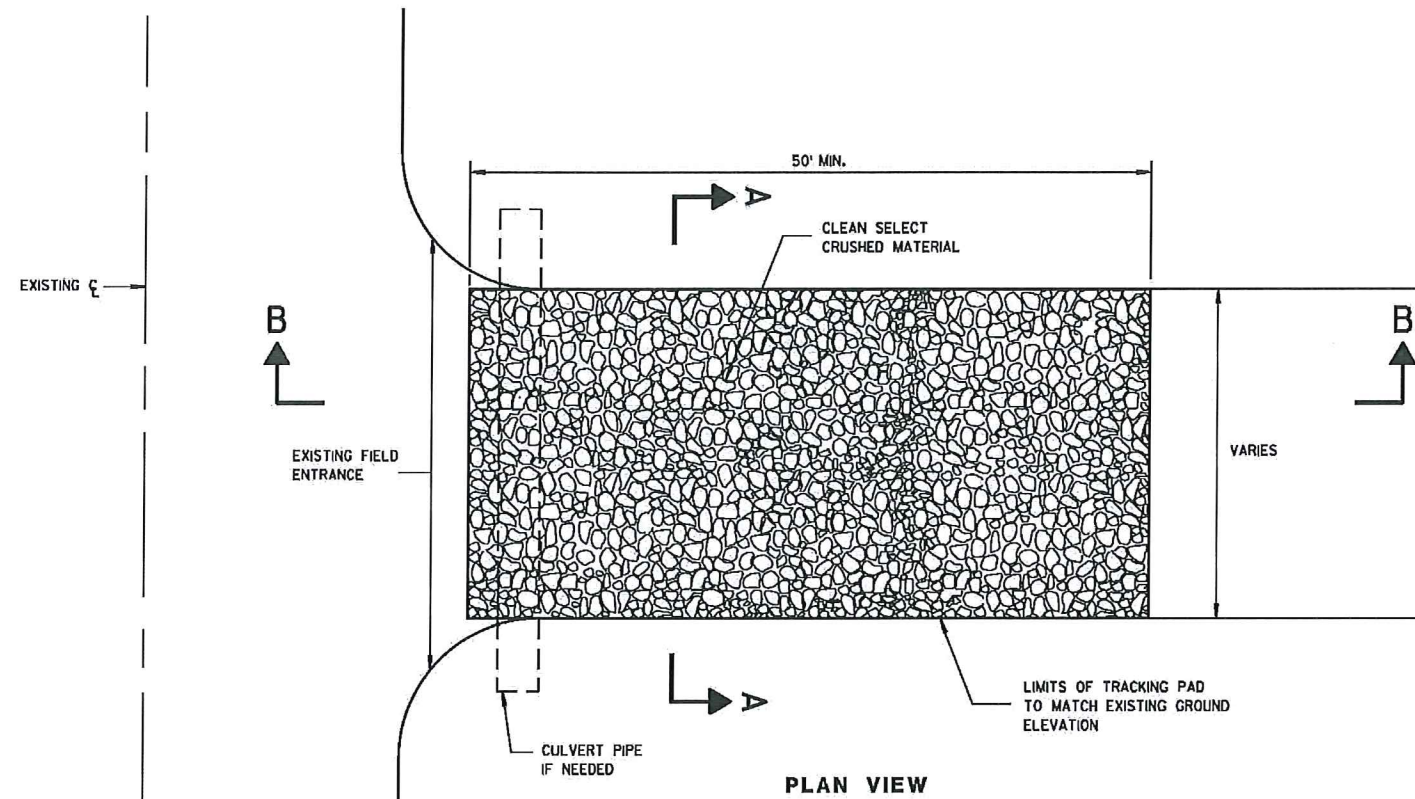 50' MIN.
A
CLEAN SELECT
CRUSHED MATERIAL
EXISTING ℄
B
B
EXISTING FIELD
ENTRANCE
VARIES
A
LIMITS OF TRACKING PAD
TO MATCH EXISTING GROUND
ELEVATION
CULVERT PIPE
IF NEEDED
PLAN VIEW